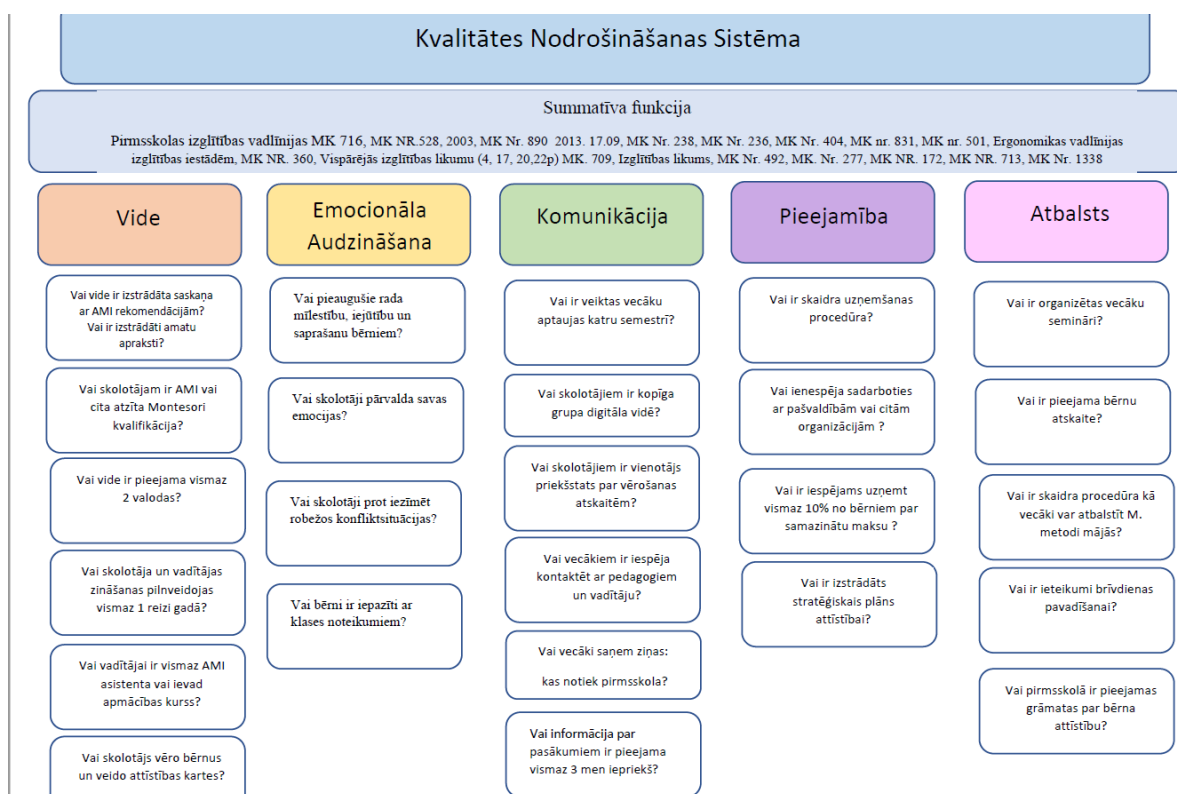 Kvalitātes Nodrošināšanas Sistēma
Summatīva funkcija
Pirmsskolas izglītības vadlīnijas MK 716, MK NR.528, 2003, MK Nr. 890 2013. 17.09, MK Nr. 238, MK Nr. 236, MK Nr. 404, MK nr. 831, MK nr. 501, Ergonomikas vadlīnijas
izglītības iestādēm, MK NR. 360, Vispārējās izglītības likumu (4, 17, 20,22p) MK. 709, Izglītības likums, MK Nr. 492, MK. Nr. 277, MK NR. 172, MK NR. 713, MK Nr. 1338
Vide
Vai vide ir izstrādāta saskaņa
ar AMI rekomendācijām?
Vai ir izstrādāti amatu
apraksti?
Vai skolotājam ir AMI vai
cita atzīta Montesori
kvalifikācija?
Vai vide ir pieejama vismaz
2 valodas?
Vai skolotāja un vadītājas
zināšanas pilnveidojas
vismaz 1 reizi gadā?
Vai vadītājai ir vismaz AMI
asistenta vai ievad
apmācības kurss?
Vai skolotājs vēro bērnus
un veido attīstības kartes?
Emocionāla
Audzināšana
Vai pieaugušie rada
mīlestību, iejūtību un
saprašanu bērniem?
Vai skolotāji pārvalda savas
emocijas?
Vai skolotāji prot iezīmēt
robežos konfliktsituācijas?
Vai bērni ir iepazīti ar
klases noteikumiem?
Komunikācija
Vai ir veiktas vecāku
aptaujas katru semestrī?
Vai skolotājiem ir kopīga
grupa digitāla vidē?
Vai skolotājiem ir vienotājs
priekšstats par vērošanas
atskaitēm?
Vai vecākiem ir iespēja
kontaktēt ar pedagogiem
un vadītāju?
Vai vecāki saņem ziņas:
kas notiek pirmsskola?
Vai informācija par
pasākumiem ir pieejama
vismaz 3 men iepriekš?
Pieejamība
Vai ir skaidra uzņemšanas
procedūra?
Vai ienespēja sadarboties
ar pašvaldībām vai citām
organizācijām ?
Vai ir iespējams uzņemt
vismaz 10% no bērniem par
samazinātu maksu ?
Vai ir izstrādāts
stratēģiskais plāns
attīstībai?
Atbalsts
Vai ir organizētas vecāku
semināri?
Vai ir pieejama bērnu
atskaite?
Vai ir skaidra procedūra kā
vecāki var atbalstīt M.
metodi mājās?
Vai ir ieteikumi brīvdienas
pavadīšanai?
Vai pirmsskolā ir pieejamas
grāmatas par bērna
attīstību?